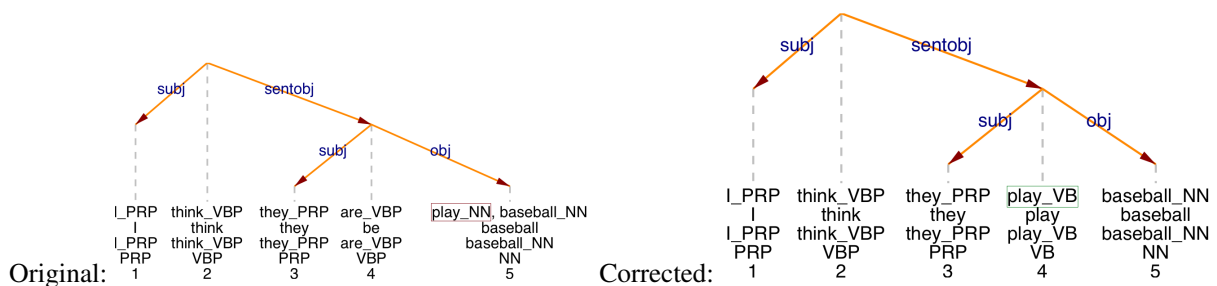 subj sentobj
subj obj
I_PRP think_VBP they_PRP are_VBP play_NN, baseball_NN
I think they be baseball
I_PRP think_VBP they_PRP are_VBP baseball_NN
PRP VBP PRP VBP NN
Original: 1 2 3 4 5
subj sentobj
subj obj
I_PRP think_VBP they_PRP play_VB baseball_NN
I think they play baseball
I_PRP think_VBP they_PRP play_VB baseball_NN
PRP VBP PRP VB NN
Corrected: 1 2 3 4 5